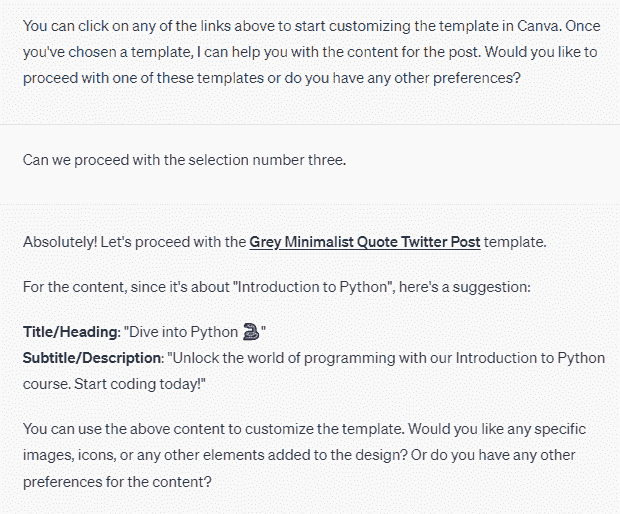 You can click on any of the links above to start customizing the template in Canva. Once
you've chosen a template, I can help you with the content for the post. Would you like to
proceed with one of these templates or do you have any other preferences?
Can we proceed with the selection number three.
Absolutely! Let's proceed with the Grey Minimalist Quote Twitter Post template.
For the content, since it's about "Introduction to Python", here's a suggestion:
Title/Heading: "Dive into Python 🐍"
Subtitle/Description: "Unlock the world of programming with our Introduction to Python
course. Start coding today!"
You can use the above content to customize the template. Would you like any specific
images, icons, or any other elements added to the design? Or do you have any other
preferences for the content?